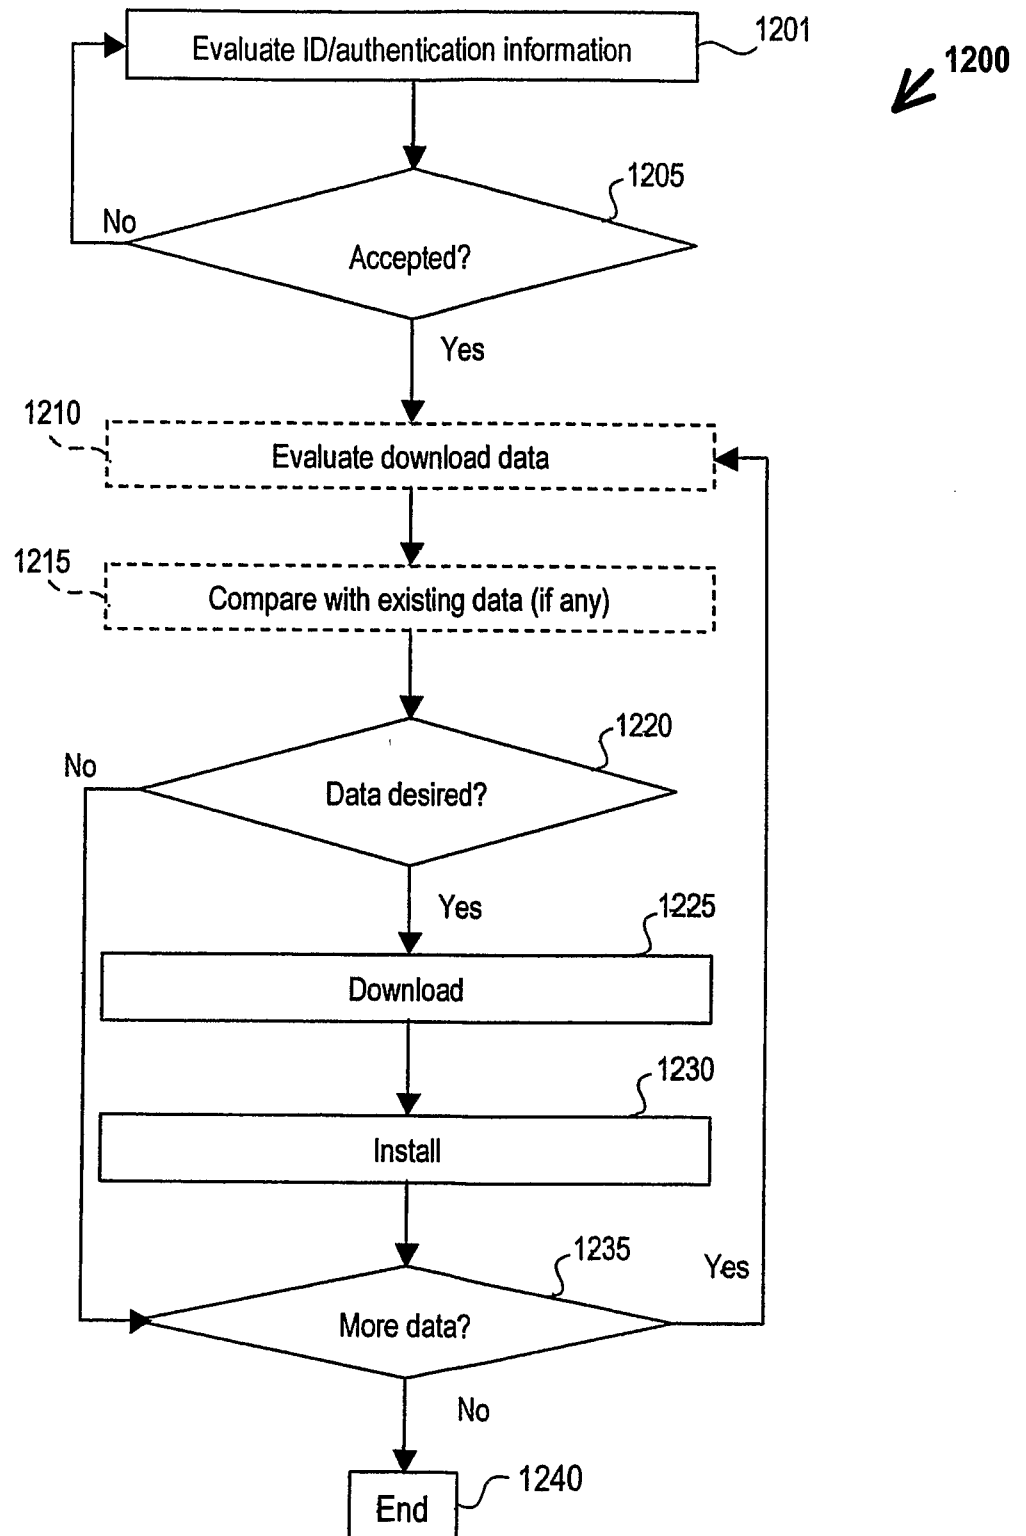 Evaluate ID/authentication information
1201
1200
1205
No
Accepted?
Yes
1210
Evaluate download data
1215
Compare with existing data (if any)
1220
No
Data desired?
Yes
1225
Download
1230
Install
1235
Yes
More data?
No
1240
End